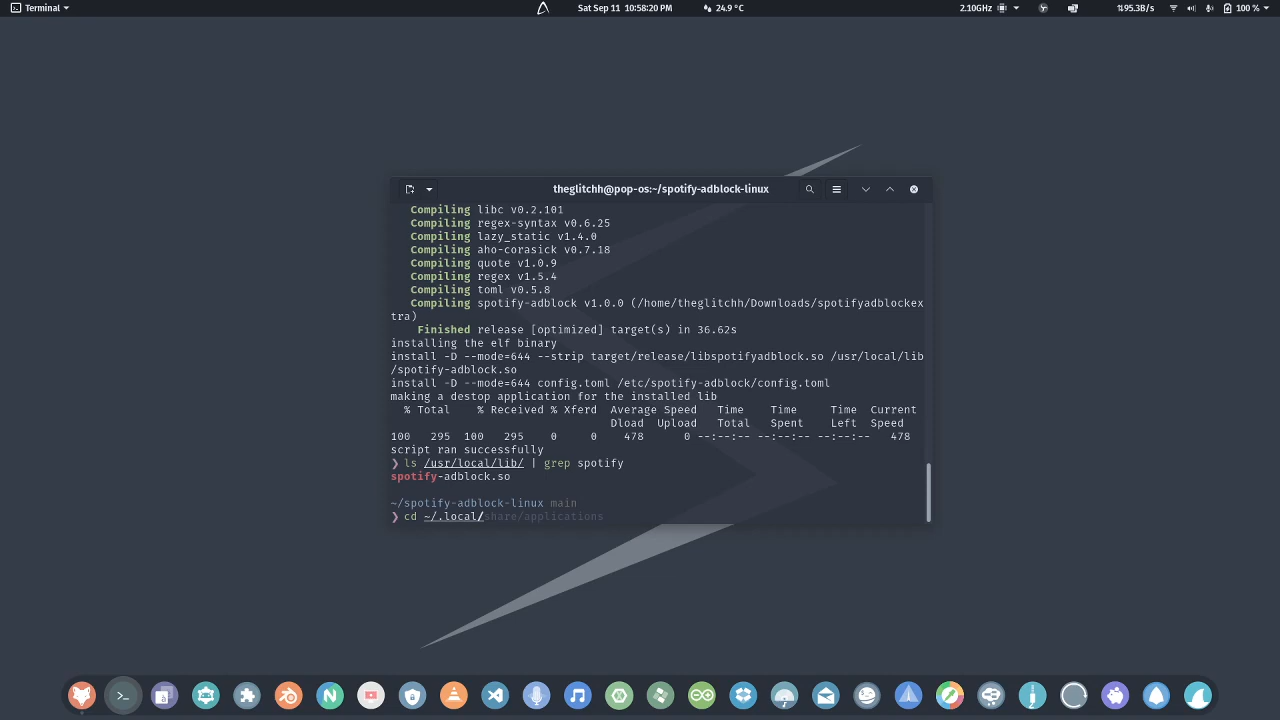 Terminal
Sat Sep 11 10:58:20 PM
24.9 °C
2.10GHz
95.3B/s
100 %
theglitchh@pop-os:~/spotify-adblock-linux
Compiling libc v0.2.101
Compiling regex-syntax v0.6.25
Compiling lazy_static v1.4.0
Compiling aho-corasick v0.7.18
Compiling quote v1.0.9
Compiling regex v1.5.4
Compiling toml v0.5.8
Compiling spotify-adblock v1.0.0 (/home/theglitchh/Downloads/spotifyadblockex
tra)
Finished release [optimized] target(s) in 36.62s
installing the elf binary
install -D --mode=644 --strip target/release/libspotifyadblock.so /usr/local/lib
/spotify-adblock.so
install -D --mode=644 config.toml /etc/spotify-adblock/config.toml
making a destop application for the installed lib
% Total % Received % Xferd Average Speed Time Time Time Current
Dload Upload Total Spent Left Speed
100 295 100 295 0 0 478 0 --:--:-- --:--:-- --:--:-- 478
script ran successfully
❯ ls /usr/local/lib/ | grep spotify
spotify-adblock.so
~/spotify-adblock-linux main
❯ cd ~/.local/share/applications